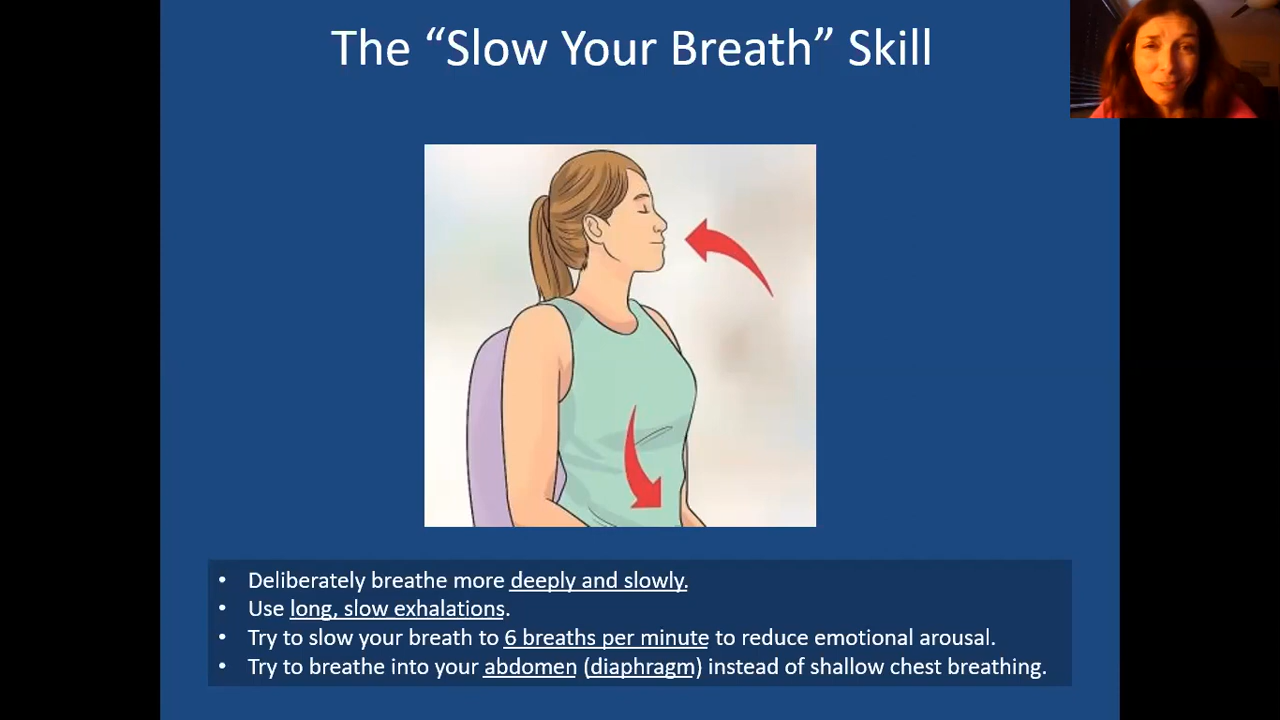 The “Slow Your Breath” Skill
• Deliberately breathe more deeply and slowly.
• Use long, slow exhalations.
• Try to slow your breath to 6 breaths per minute to reduce emotional arousal.
• Try to breathe into your abdomen (diaphragm) instead of shallow chest breathing.